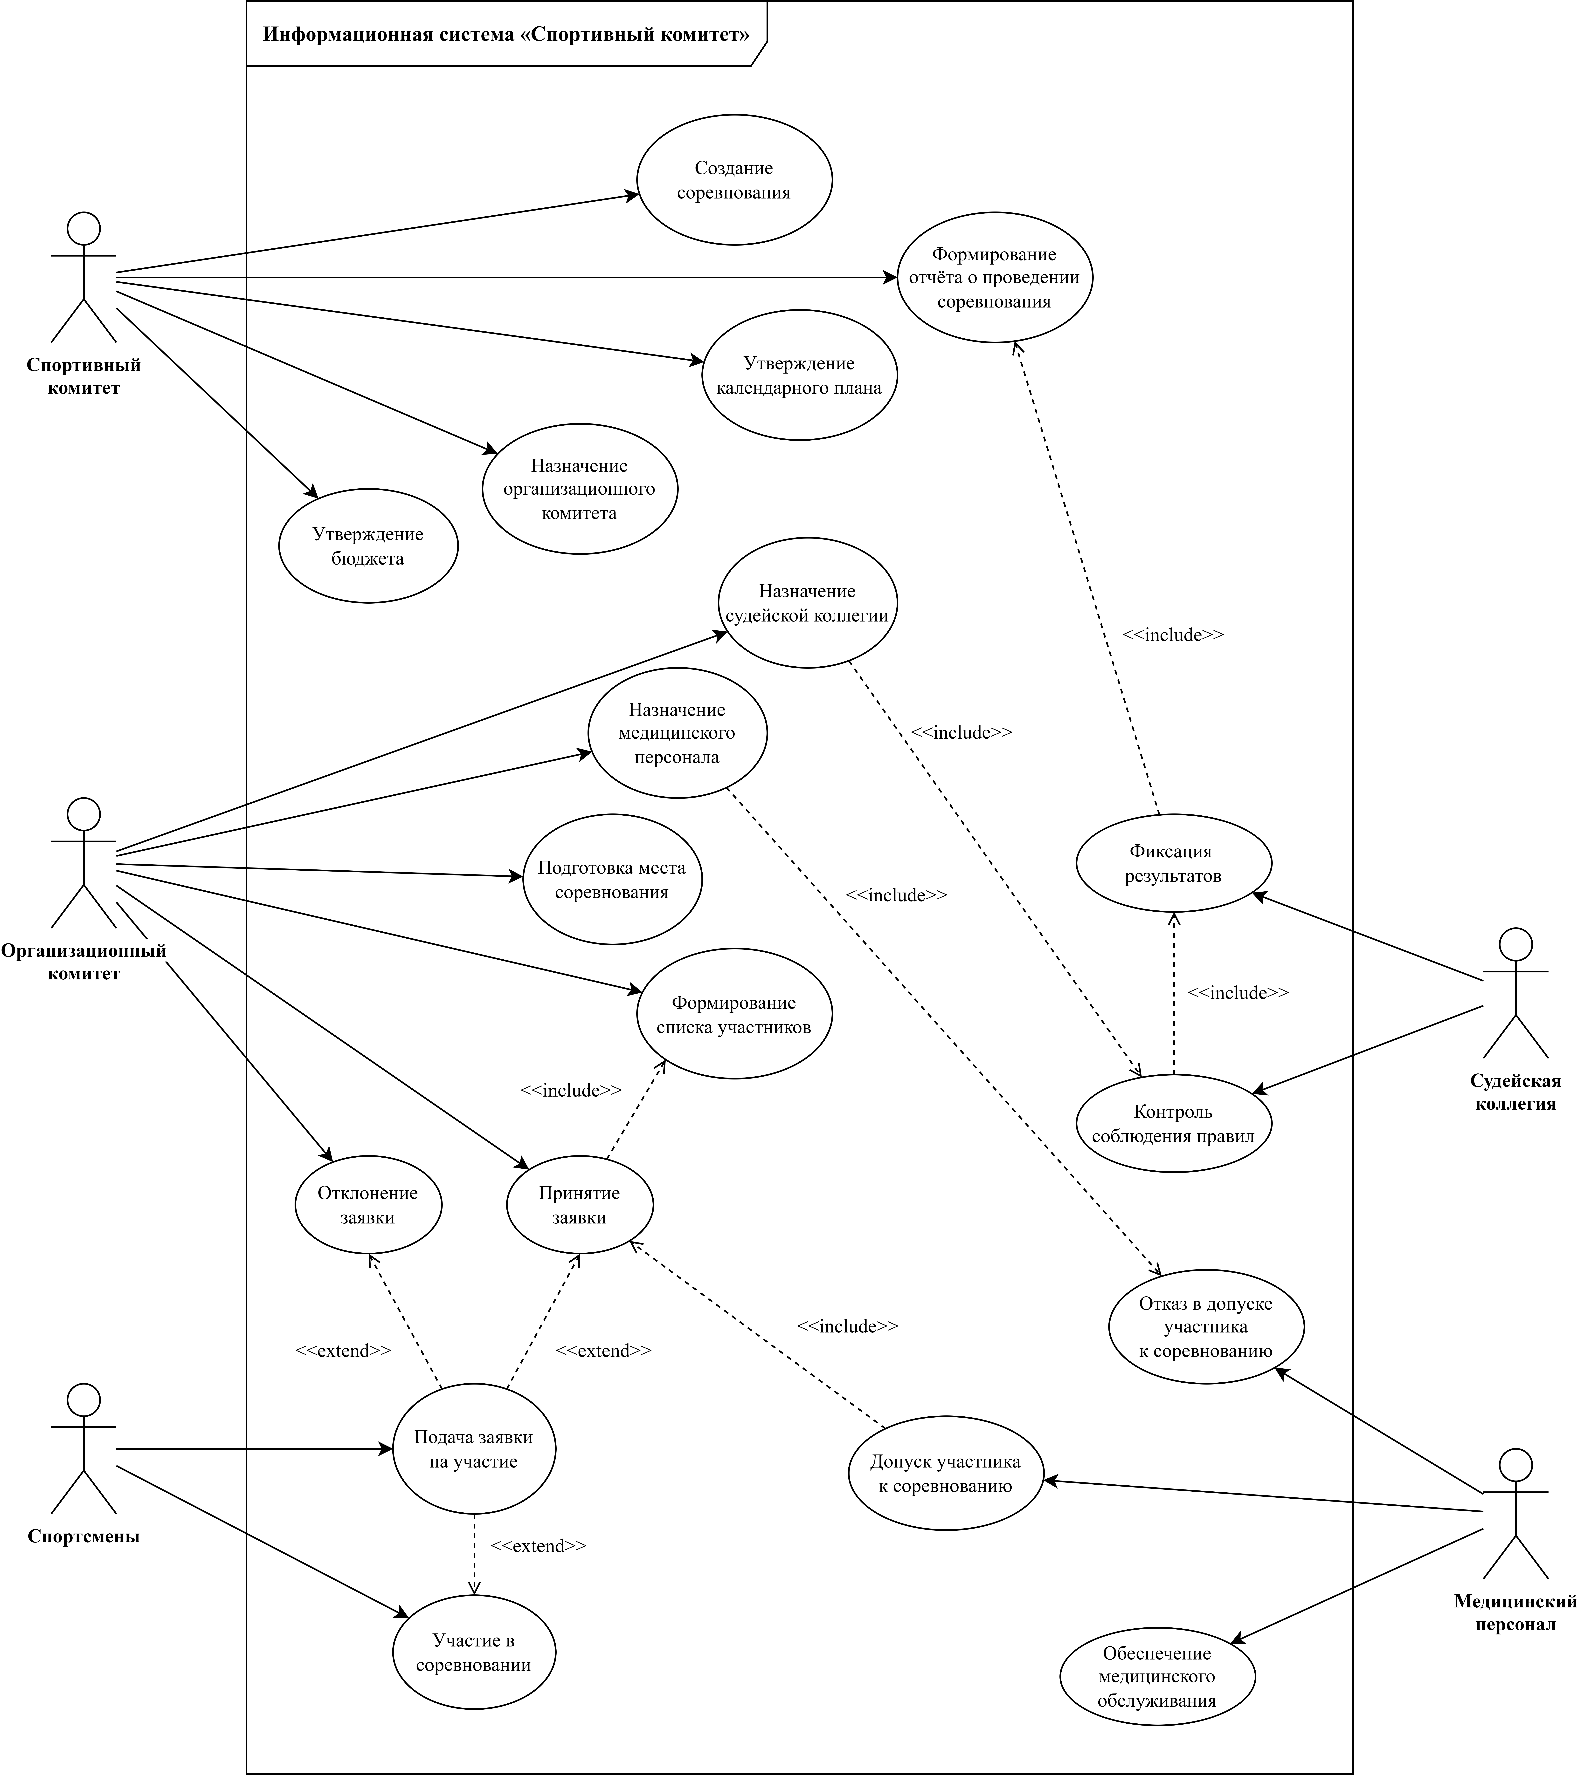 Информационная система «Спортивный комитет»
Создание
соревнования
Формирование
отчёта о проведении
соревнования
Спортивный
комитет
Утверждение
календарного плана
Назначение
организационного
комитета
Утверждение
бюджета
Назначение
судейской коллегии
<<include>>
Назначение
медицинского
персонала
<<include>>
Подготовка места
соревнования
<<include>>
Фиксация
результатов
Организационный
комитет
Формирование
списка участников
<<include>>
<<include>>
Судейская
коллегия
Контроль
соблюдения правил
Отклонение
заявки
Принятие
заявки
<<include>>
Отказ в допуске
участника
к соревнованию
<<extend>>
<<extend>>
Подача заявки
на участие
Допуск участника
к соревнованию
Спортсмены
<<extend>>
Медицинский
персонал
Участие в
соревновании
Обеспечение
медицинского
обслуживания